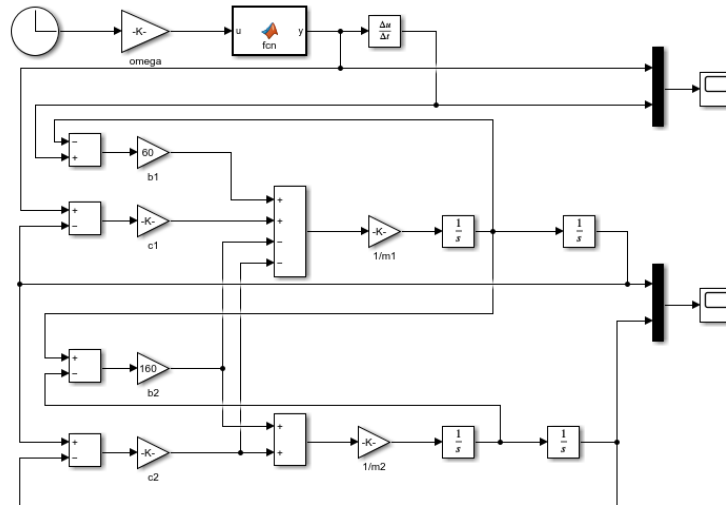 -K-
omega
u
y
fcn
Δu
Δt
60
b1
-K-
c1
-K-
1/m1
1
s
1
s
160
b2
-K-
c2
-K-
1/m2
1
s
1
s